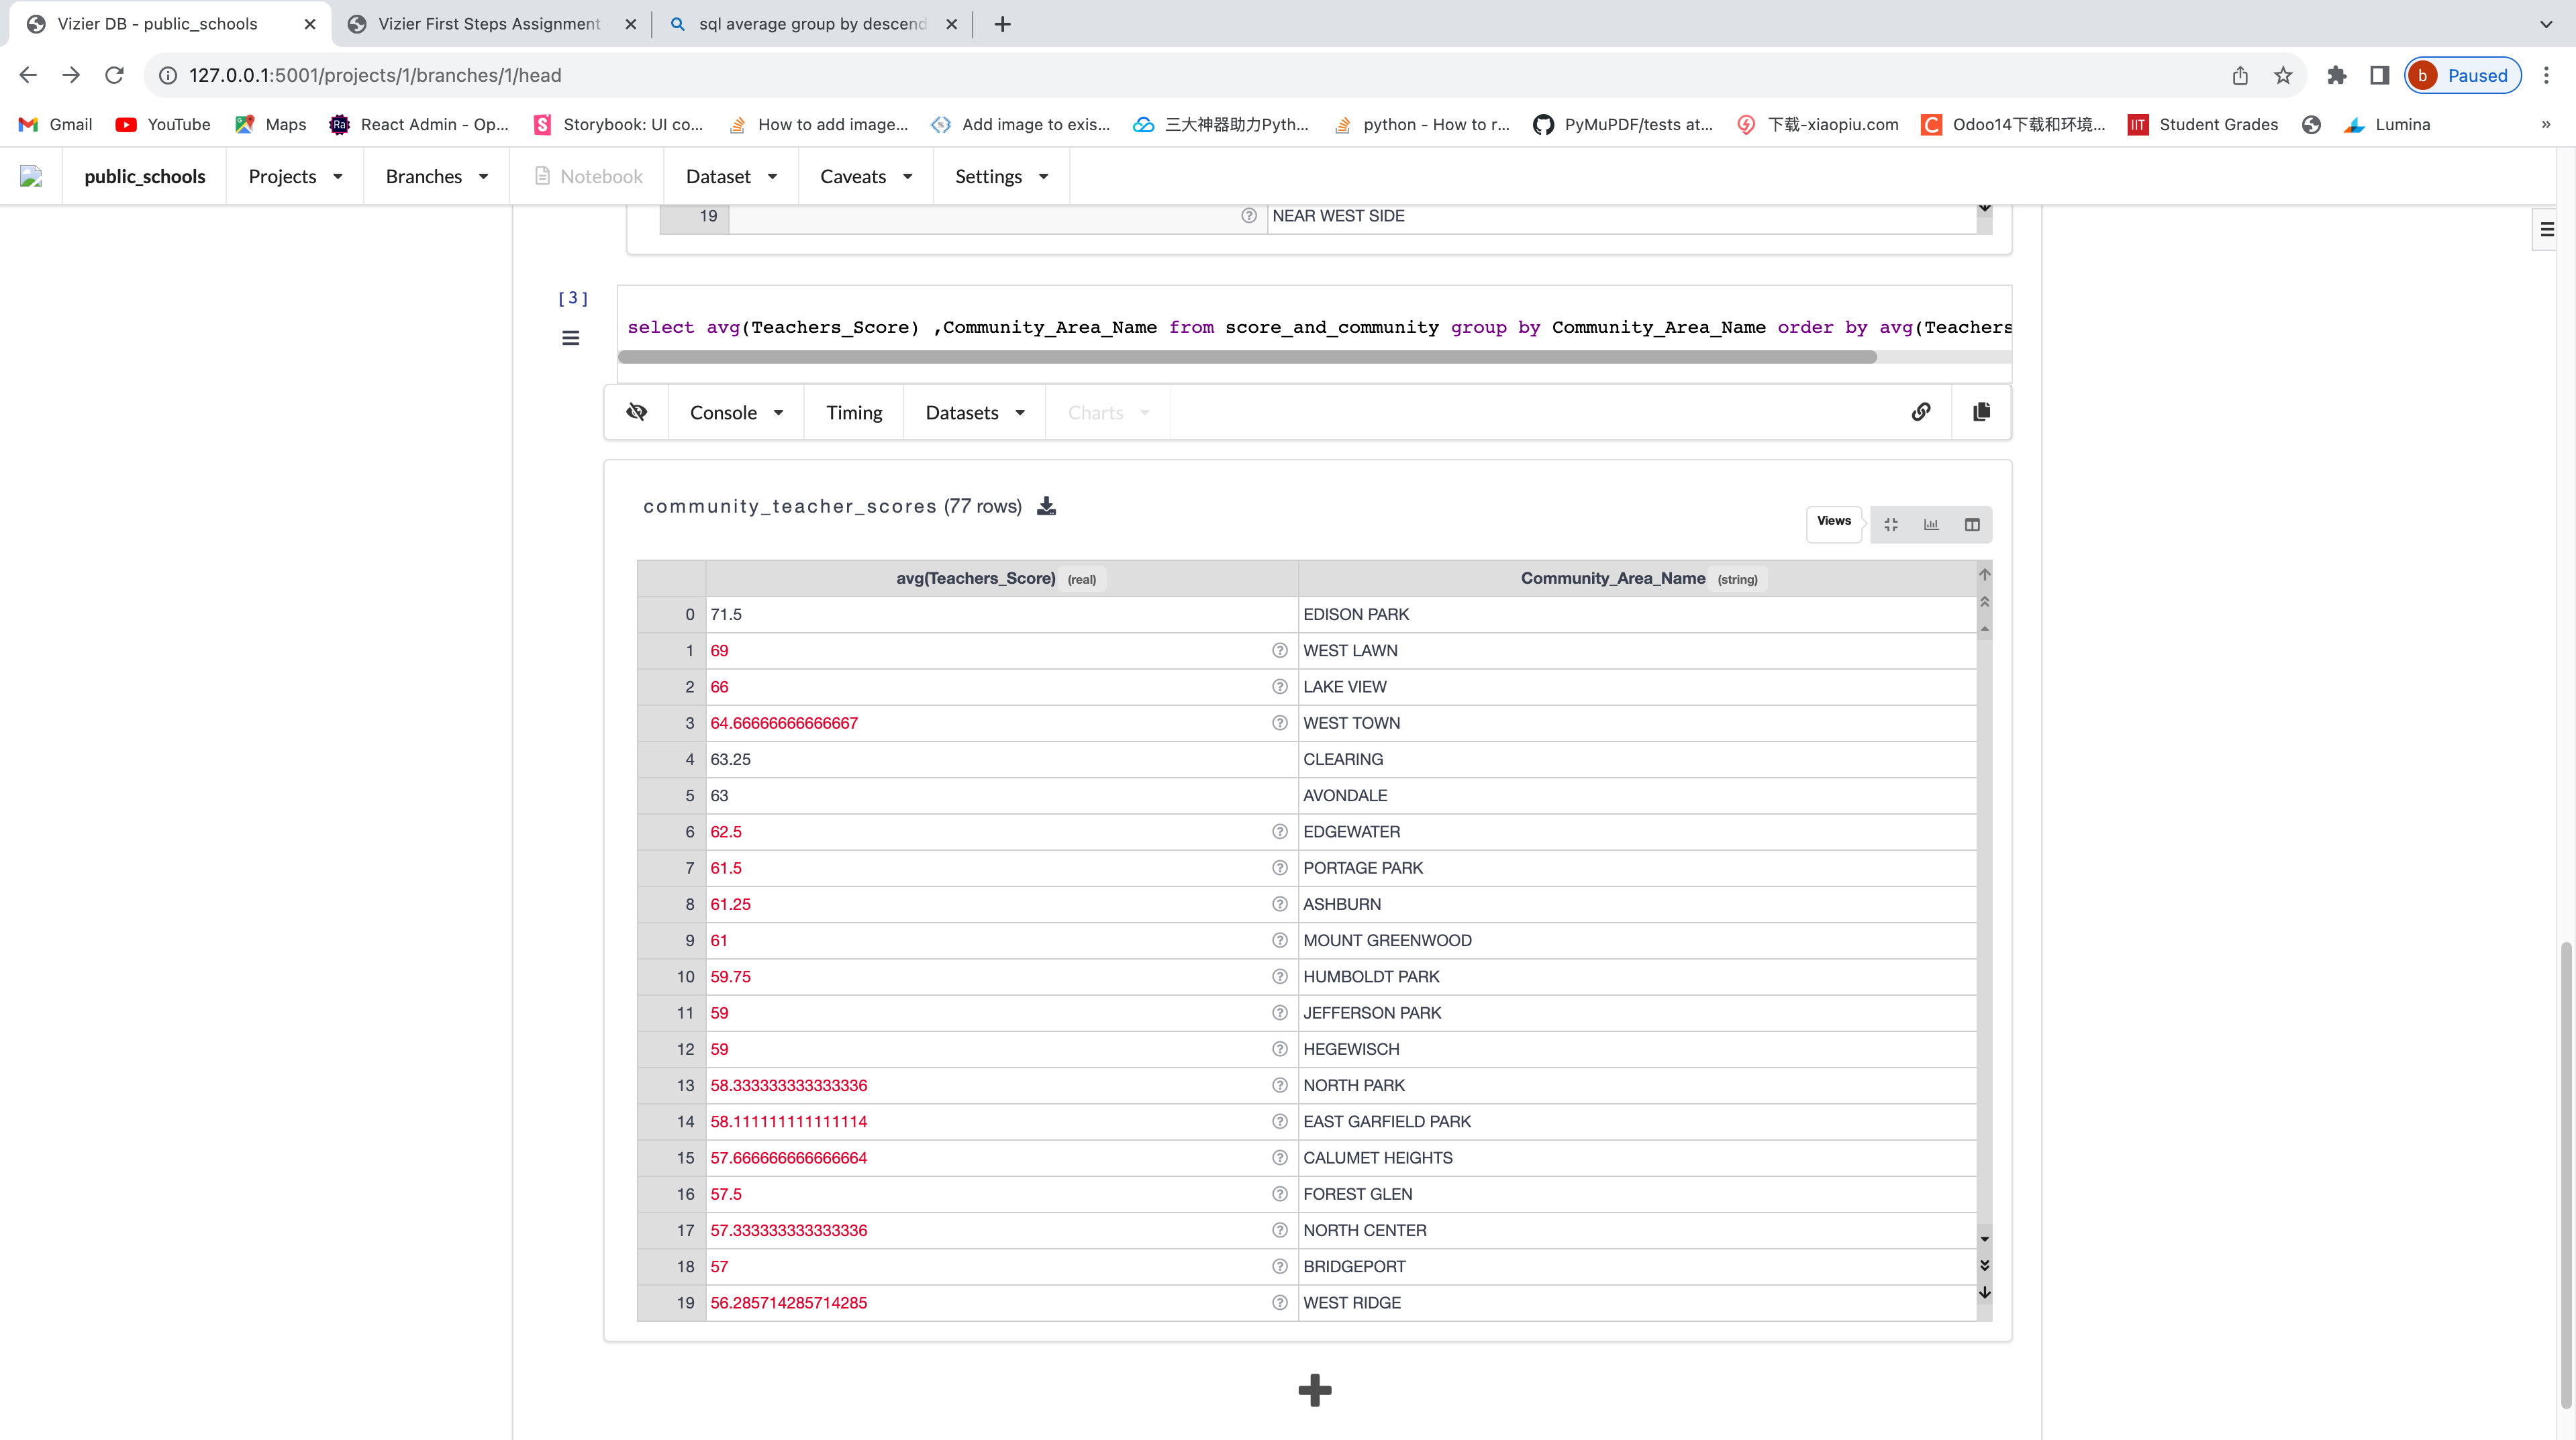 Vizier DB - public_schools
Vizier First Steps Assignment
sql average group by descend
127.0.0.1:5001/projects/1/branches/1/head
b Paused
Gmail YouTube Maps Ra React Admin - Op... S Storybook: UI co... How to add image... Add image to exis... 三大神器助力Pyth... python - How to r... PyMuPDF/tests at... 下载-xiaopiu.com C Odoo14下载和环境... IIT Student Grades Lumina »
public_schools Projects Branches Notebook Dataset Caveats Settings
19 NEAR WEST SIDE
[3]
select avg(Teachers_Score) ,Community_Area_Name from score_and_community group by Community_Area_Name order by avg(Teachers
Console Timing Datasets Charts
community_teacher_scores (77 rows)
Views
avg(Teachers_Score) (real) Community_Area_Name (string)
0 71.5 EDISON PARK
1 69 WEST LAWN
2 66 LAKE VIEW
3 64.66666666666667 WEST TOWN
4 63.25 CLEARING
5 63 AVONDALE
6 62.5 EDGEWATER
7 61.5 PORTAGE PARK
8 61.25 ASHBURN
9 61 MOUNT GREENWOOD
10 59.75 HUMBOLDT PARK
11 59 JEFFERSON PARK
12 59 HEGEWISCH
13 58.333333333333336 NORTH PARK
14 58.111111111111114 EAST GARFIELD PARK
15 57.666666666666664 CALUMET HEIGHTS
16 57.5 FOREST GLEN
17 57.333333333333336 NORTH CENTER
18 57 BRIDGEPORT
19 56.285714285714285 WEST RIDGE